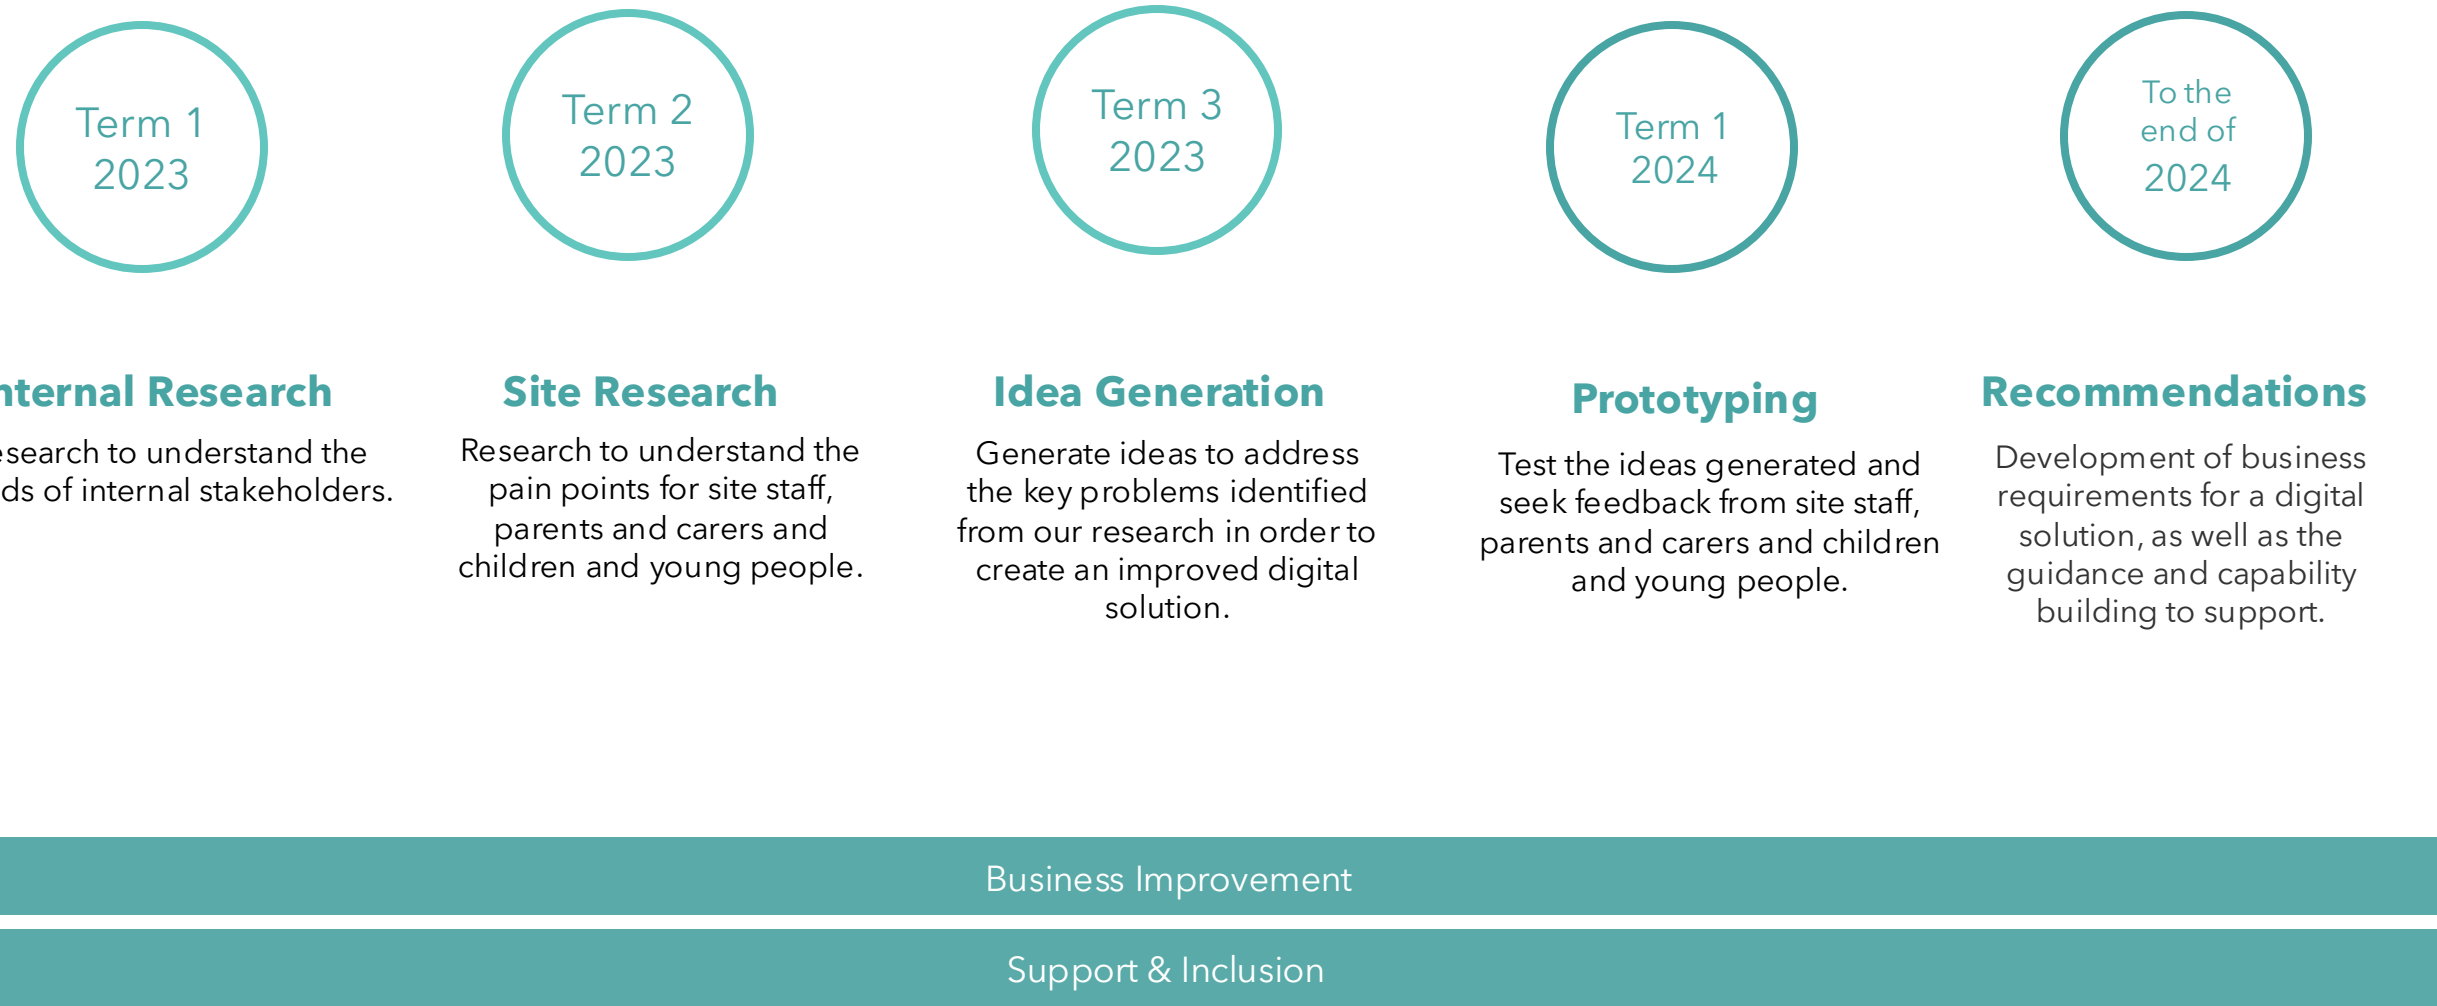 Term 1
2023
Term 2
2023
Term 3
2023
Term 1
2024
To the
end of
2024
nternal Research
esearch to understand the
ds of internal stakeholders.
Site Research
Research to understand the
pain points for site staff,
parents and carers and
children and young people.
Idea Generation
Generate ideas to address
the key problems identified
from our research in order to
create an improved digital
solution.
Prototyping
Test the ideas generated and
seek feedback from site staff,
parents and carers and children
and young people.
Recommendations
Development of business
requirements for a digital
solution, as well as the
guidance and capability
building to support.
Business Improvement
Support & Inclusion